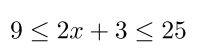 9 ≤ 2x + 3 ≤ 25